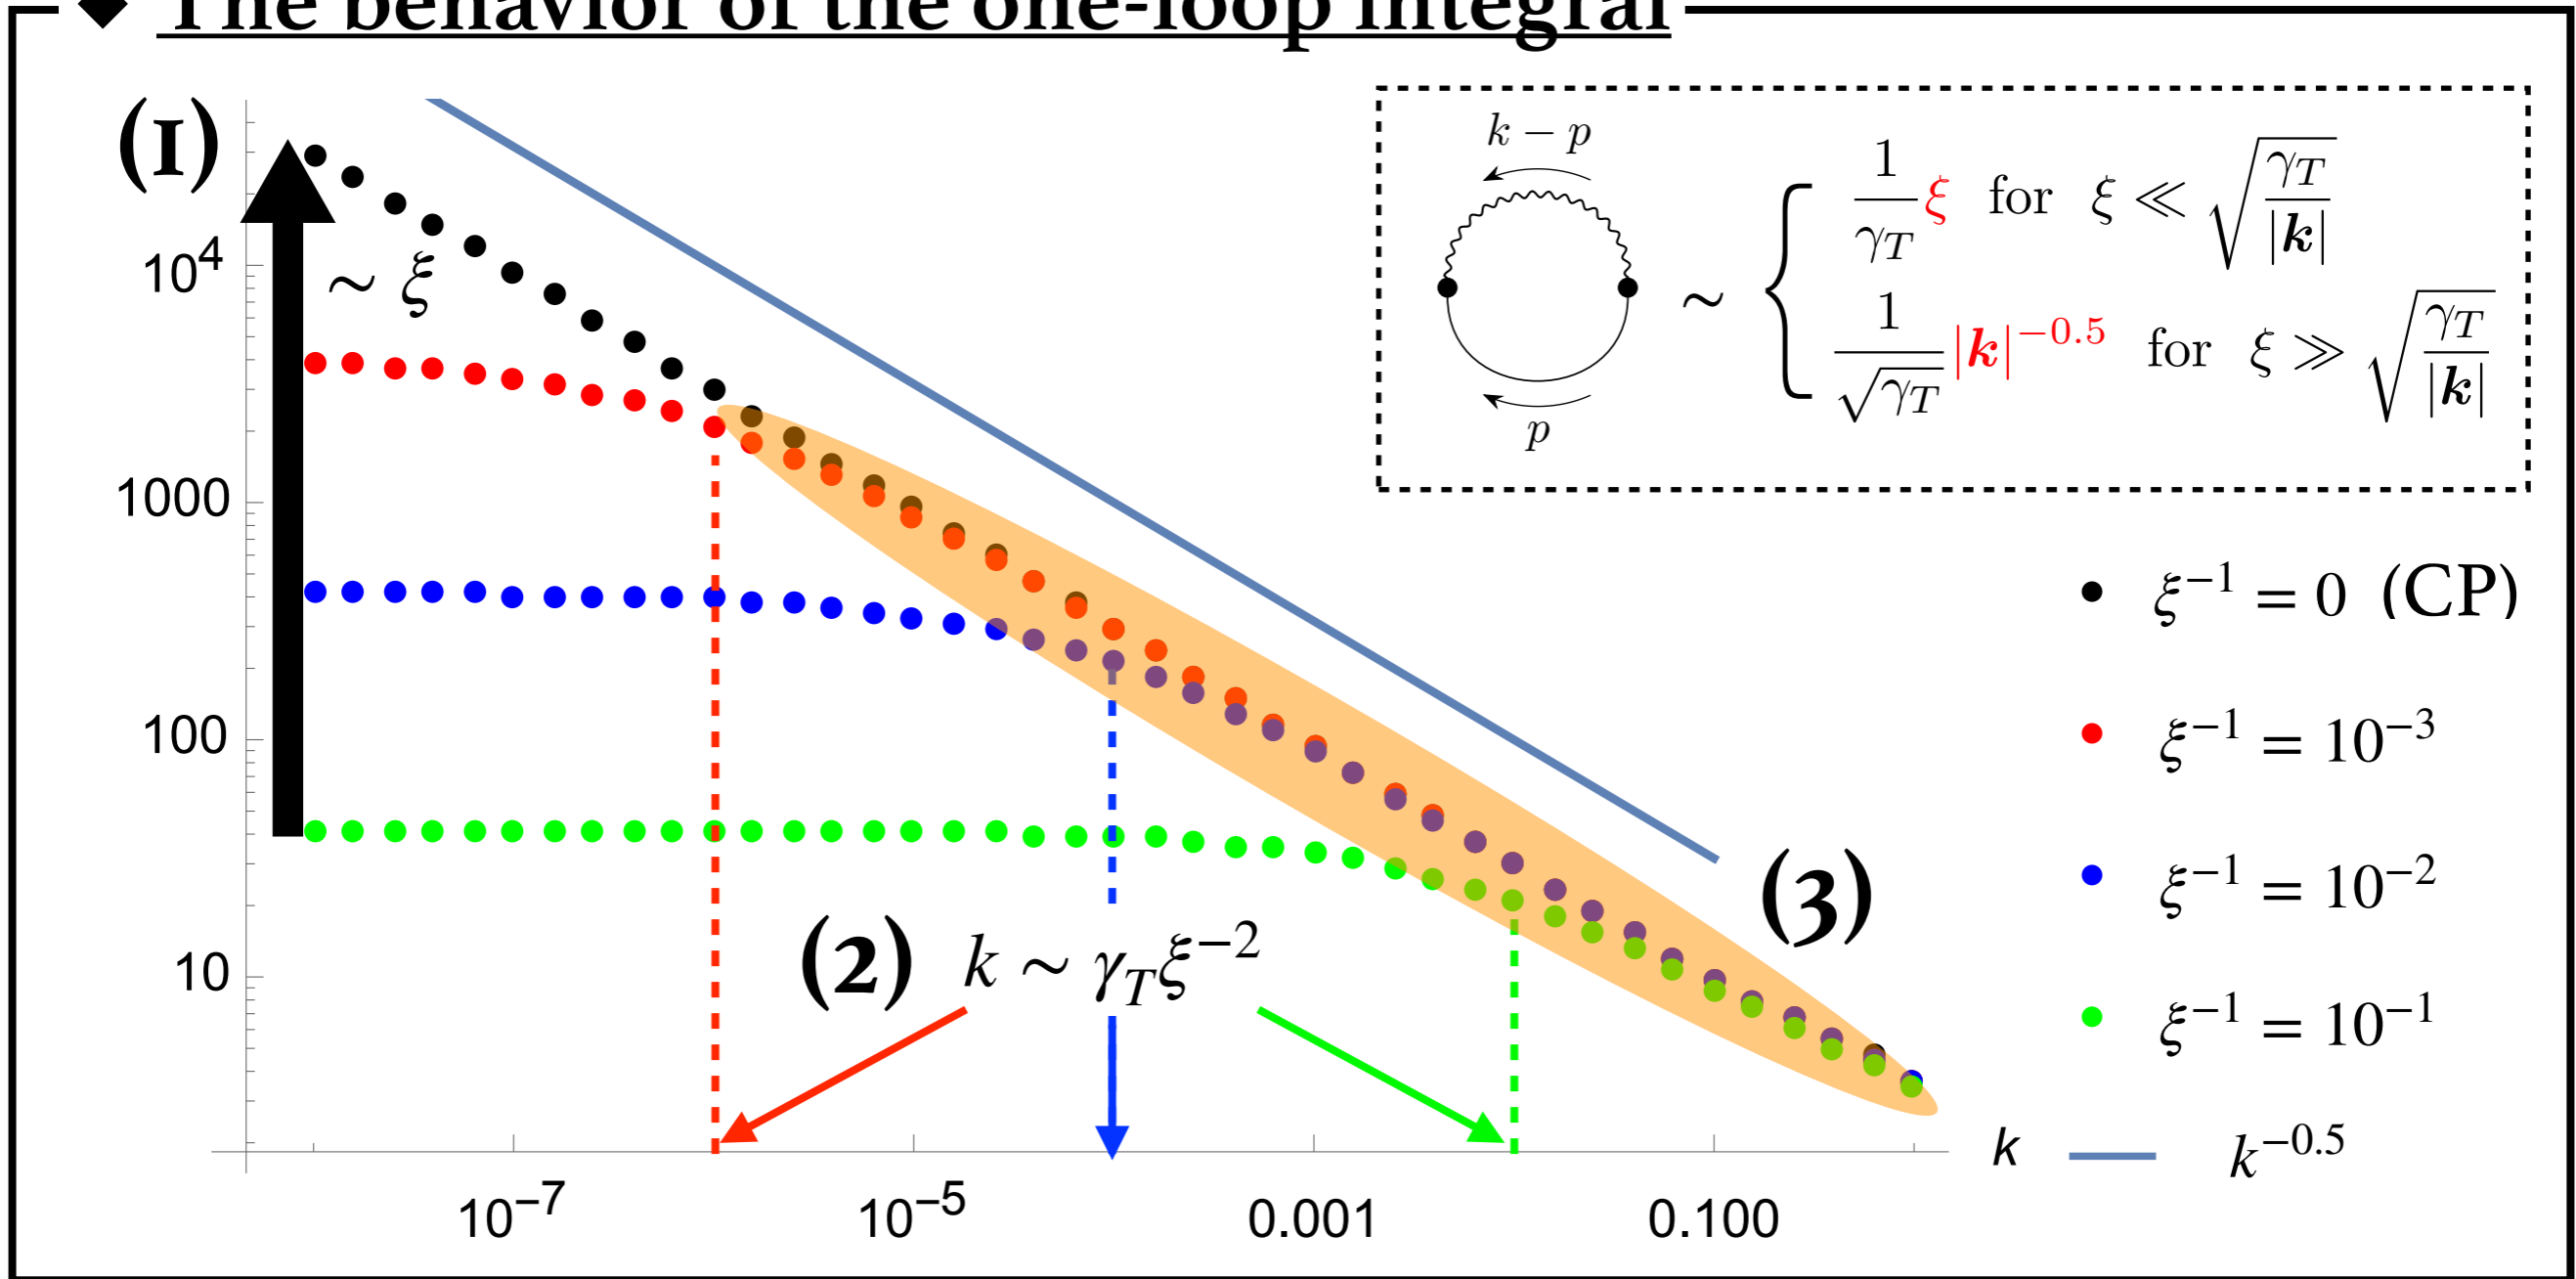 ◆ The behavior of the one-loop integral
(1)
~ ξ
10⁴
1000
100
10
k − p
p
~ { 1/γ_T ξ for ξ ≪ √(γ_T/|k|)
1/√γ_T |k|^{−0.5} for ξ ≫ √(γ_T/|k|)
ξ⁻¹ = 0 (CP)
ξ⁻¹ = 10⁻³
ξ⁻¹ = 10⁻²
ξ⁻¹ = 10⁻¹
(2) k ~ γ_T ξ⁻²
(3)
k
k^{−0.5}
10⁻⁷ 10⁻⁵ 0.001 0.100